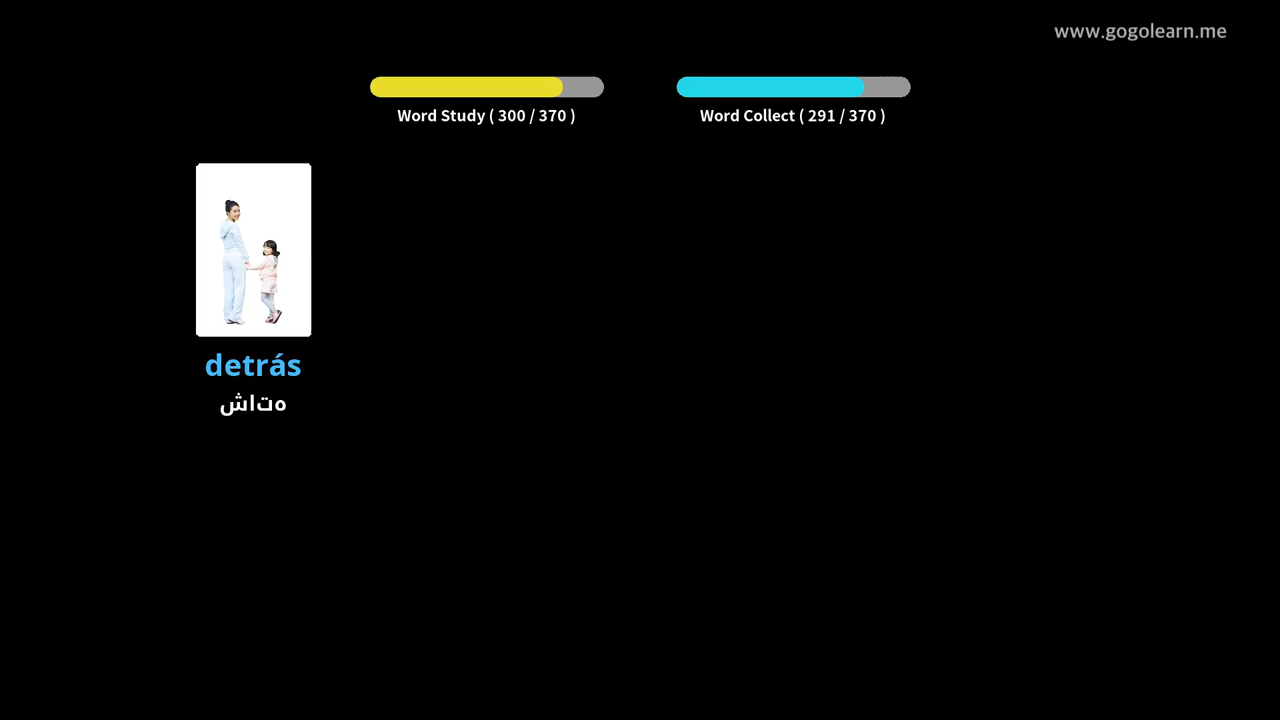 www.gogolearn.me
Word Study ( 300 / 370 )
Word Collect ( 291 / 370 )
detrás
ەتاش